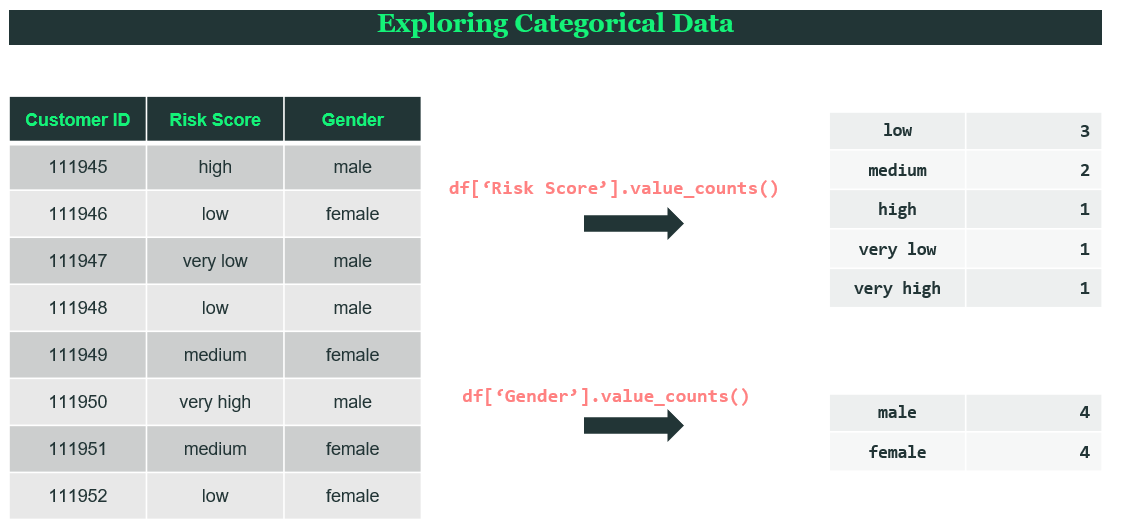 Exploring Categorical Data
Customer ID Risk Score Gender
111945 high male
111946 low female
111947 very low male
111948 low male
111949 medium female
111950 very high male
111951 medium female
111952 low female
df[‘Risk Score’].value_counts()
low 3
medium 2
high 1
very low 1
very high 1
df[‘Gender’].value_counts()
male 4
female 4